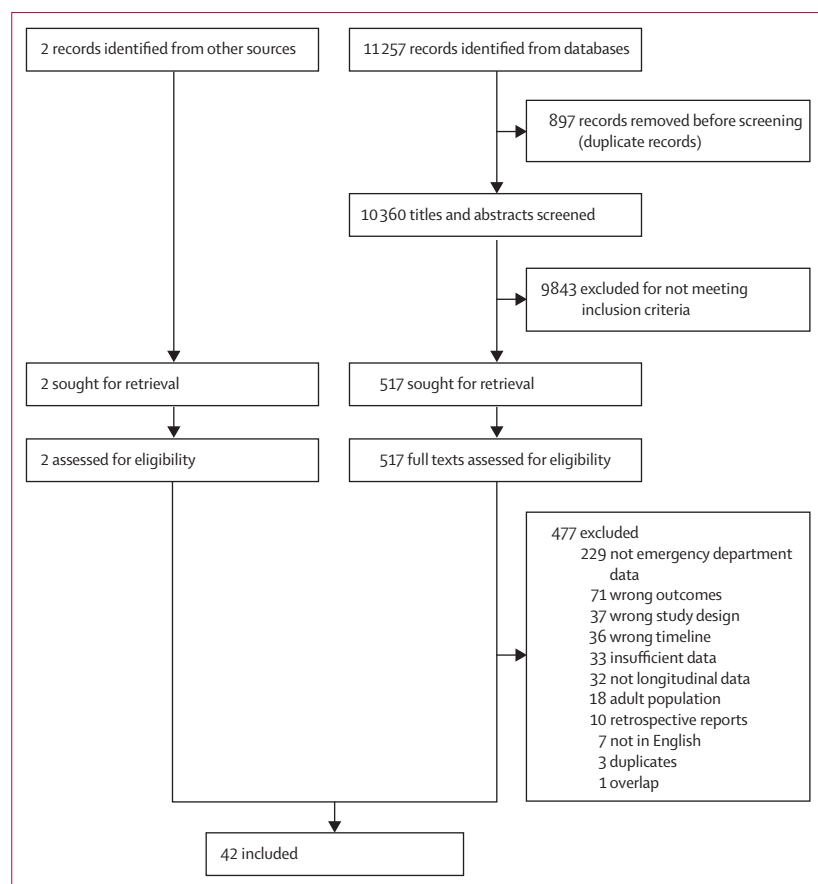 2 records identified from other sources
11 257 records identified from databases
897 records removed before screening
(duplicate records)
10 360 titles and abstracts screened
9843 excluded for not meeting
inclusion criteria
2 sought for retrieval
517 sought for retrieval
2 assessed for eligibility
517 full texts assessed for eligibility
477 excluded
229 not emergency department
data
71 wrong outcomes
37 wrong study design
36 wrong timeline
33 insufficient data
32 not longitudinal data
18 adult population
10 retrospective reports
7 not in English
3 duplicates
1 overlap
42 included